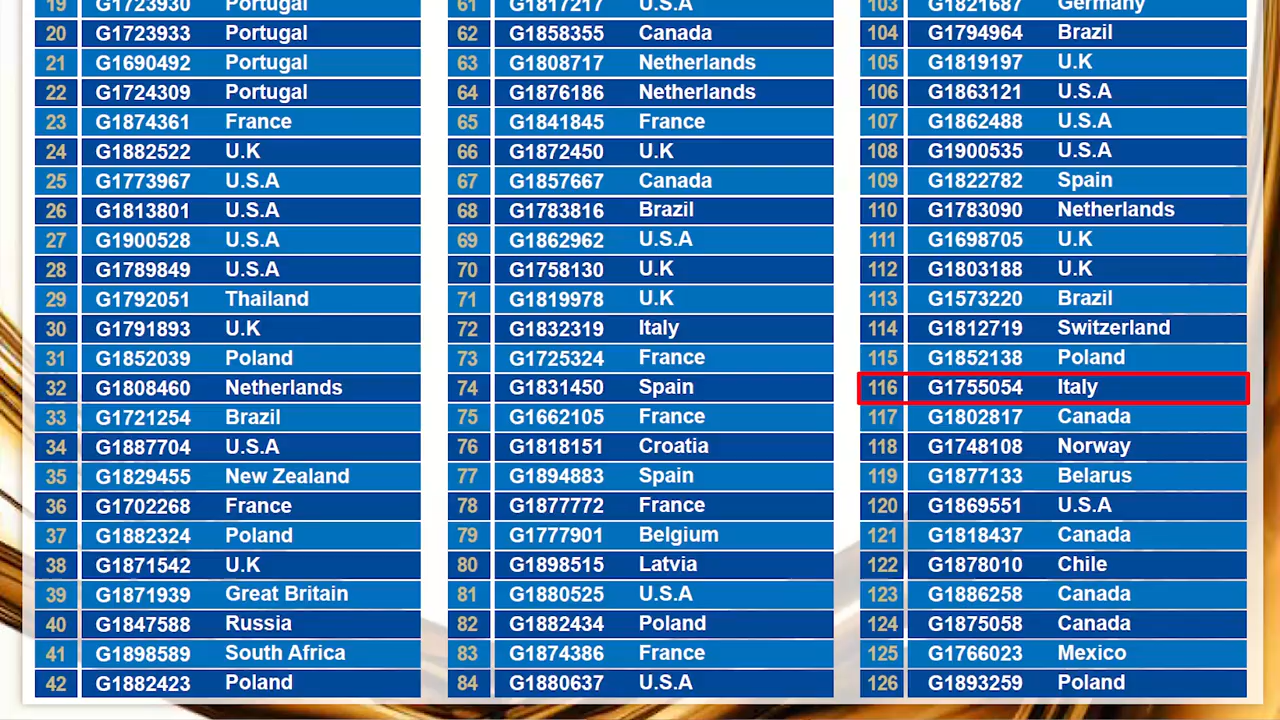 19 G1723930 Portugal
20 G1723933 Portugal
21 G1690492 Portugal
22 G1724309 Portugal
23 G1874361 France
24 G1882522 U.K
25 G1773967 U.S.A
26 G1813801 U.S.A
27 G1900528 U.S.A
28 G1789849 U.S.A
29 G1792051 Thailand
30 G1791893 U.K
31 G1852039 Poland
32 G1808460 Netherlands
33 G1721254 Brazil
34 G1887704 U.S.A
35 G1829455 New Zealand
36 G1702268 France
37 G1882324 Poland
38 G1871542 U.K
39 G1871939 Great Britain
40 G1847588 Russia
41 G1898589 South Africa
42 G1882423 Poland
61 G1817217 U.S.A
62 G1858355 Canada
63 G1808717 Netherlands
64 G1876186 Netherlands
65 G1841845 France
66 G1872450 U.K
67 G1857667 Canada
68 G1783816 Brazil
69 G1862962 U.S.A
70 G1758130 U.K
71 G1819978 U.K
72 G1832319 Italy
73 G1725324 France
74 G1831450 Spain
75 G1662105 France
76 G1818151 Croatia
77 G1894883 Spain
78 G1877772 France
79 G1777901 Belgium
80 G1898515 Latvia
81 G1880525 U.S.A
82 G1882434 Poland
83 G1874386 France
84 G1880637 U.S.A
103 G1821687 Germany
104 G1794964 Brazil
105 G1819197 U.K
106 G1863121 U.S.A
107 G1862488 U.S.A
108 G1900535 U.S.A
109 G1822782 Spain
110 G1783090 Netherlands
111 G1698705 U.K
112 G1803188 U.K
113 G1573220 Brazil
114 G1812719 Switzerland
115 G1852138 Poland
116 G1755054 Italy
117 G1802817 Canada
118 G1748108 Norway
119 G1877133 Belarus
120 G1869551 U.S.A
121 G1818437 Canada
122 G1878010 Chile
123 G1886258 Canada
124 G1875058 Canada
125 G1766023 Mexico
126 G1893259 Poland